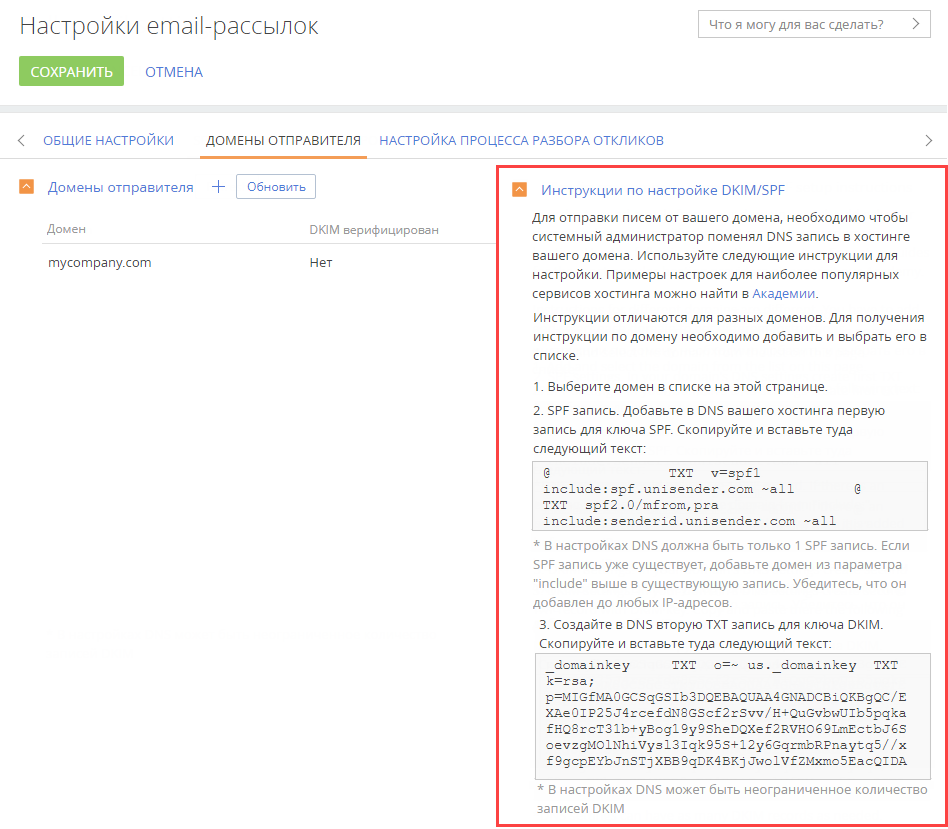 Настройки email-рассылок
Что я могу для вас сделать?
СОХРАНИТЬ
ОТМЕНА
ОБЩИЕ НАСТРОЙКИ
ДОМЕНЫ ОТПРАВИТЕЛЯ
НАСТРОЙКА ПРОЦЕССА РАЗБОРА ОТКЛИКОВ
Домены отправителя
Обновить
Домен
DKIM верифицирован
mycompany.com
Нет
Инструкции по настройке DKIM/SPF
Для отправки писем от вашего домена, необходимо чтобы
системный администратор поменял DNS запись в хостинге
вашего домена. Используйте следующие инструкции для
настройки. Примеры настроек для наиболее популярных
сервисов хостинга можно найти в Академии.
Инструкции отличаются для разных доменов. Для получения
инструкции по домену необходимо добавить и выбрать его в
списке.
1. Выберите домен в списке на этой странице.
2. SPF запись. Добавьте в DNS вашего хостинга первую
запись для ключа SPF. Скопируйте и вставьте туда
следующий текст:
@ TXT v=spf1
include:spf.unisender.com ~all @
TXT spf2.0/mfrom,pra
include:senderid.unisender.com ~all
* В настройках DNS должна быть только 1 SPF запись. Если
SPF запись уже существует, добавьте домен из параметра
"include" выше в существующую запись. Убедитесь, что он
добавлен до любых IP-адресов.
3. Создайте в DNS вторую TXT запись для ключа DKIM.
Скопируйте и вставьте туда следующий текст:
_domainkey TXT o=~ us._domainkey TXT
k=rsa;
p=MIGfMA0GCSqGSIb3DQEBAQUAA4GNADCBiQKBgQC/E
XAe0IP25J4rcefdN8GScf2rSvv/H+QuGvbwUIb5pqka
fHQ8rcT31b+yBog19y9SheDQXef2RVHO69LmEctbJ6S
oevzgMOlNhiVysl3Iqk95S+12y6GqrmbRPnaytq5//x
f9gcpEYbJnSTjXBB9qDK4BKjJwolVfZMxmo5EacQIDA
* В настройках DNS может быть неограниченное количество
записей DKIM